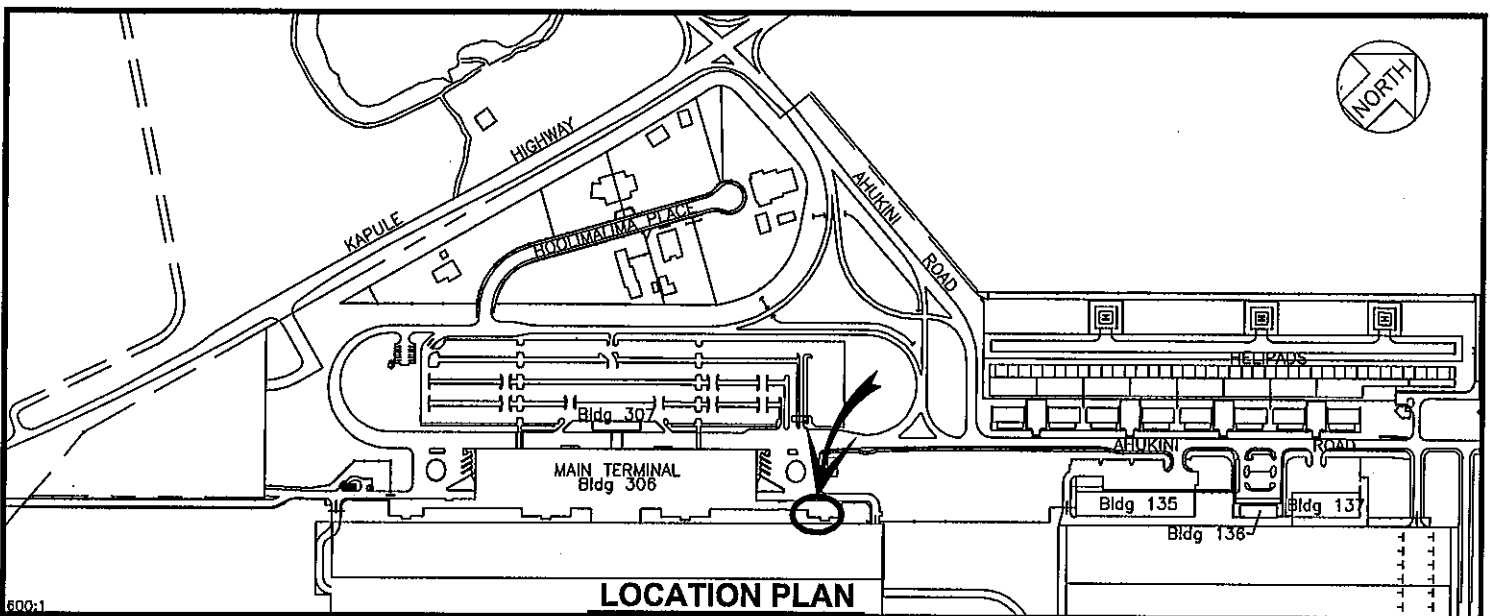 NORTH
KAPULE HIGHWAY
AHUKINI ROAD
HOOLIMALIMA PLACE
H
H
H
HELIPADS
Bldg 307
AHUKINI ROAD
MAIN TERMINAL
Bldg 306
Bldg 135
Bldg 137
Bldg 136
LOCATION PLAN
600:1